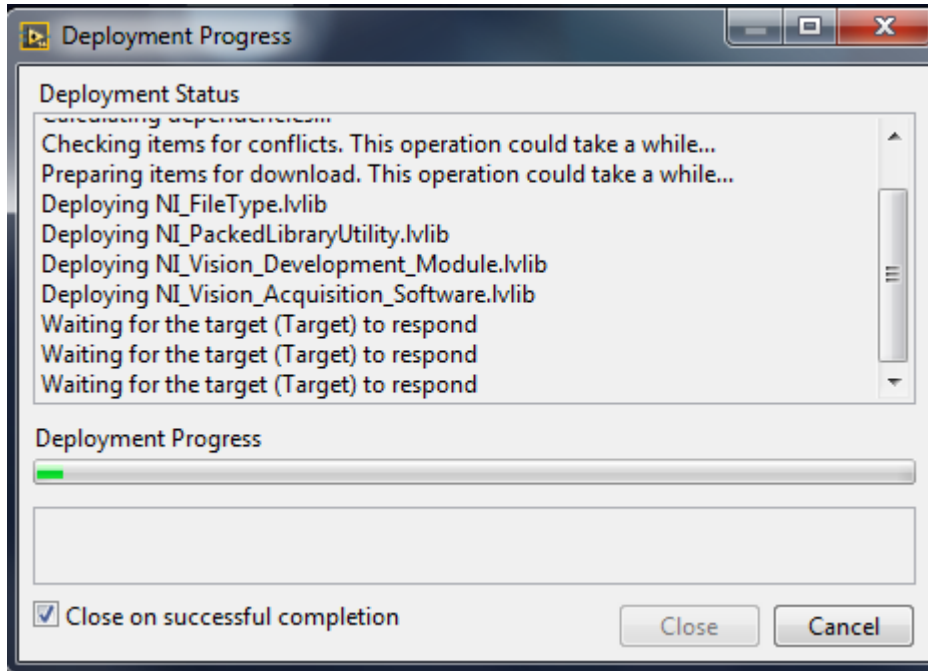 Deployment Progress
Deployment Status
Calculating dependencies...
Checking items for conflicts. This operation could take a while...
Preparing items for download. This operation could take a while...
Deploying NI_FileType.lvlib
Deploying NI_PackedLibraryUtility.lvlib
Deploying NI_Vision_Development_Module.lvlib
Deploying NI_Vision_Acquisition_Software.lvlib
Waiting for the target (Target) to respond
Waiting for the target (Target) to respond
Waiting for the target (Target) to respond
Deployment Progress
Close on successful completion
Close
Cancel